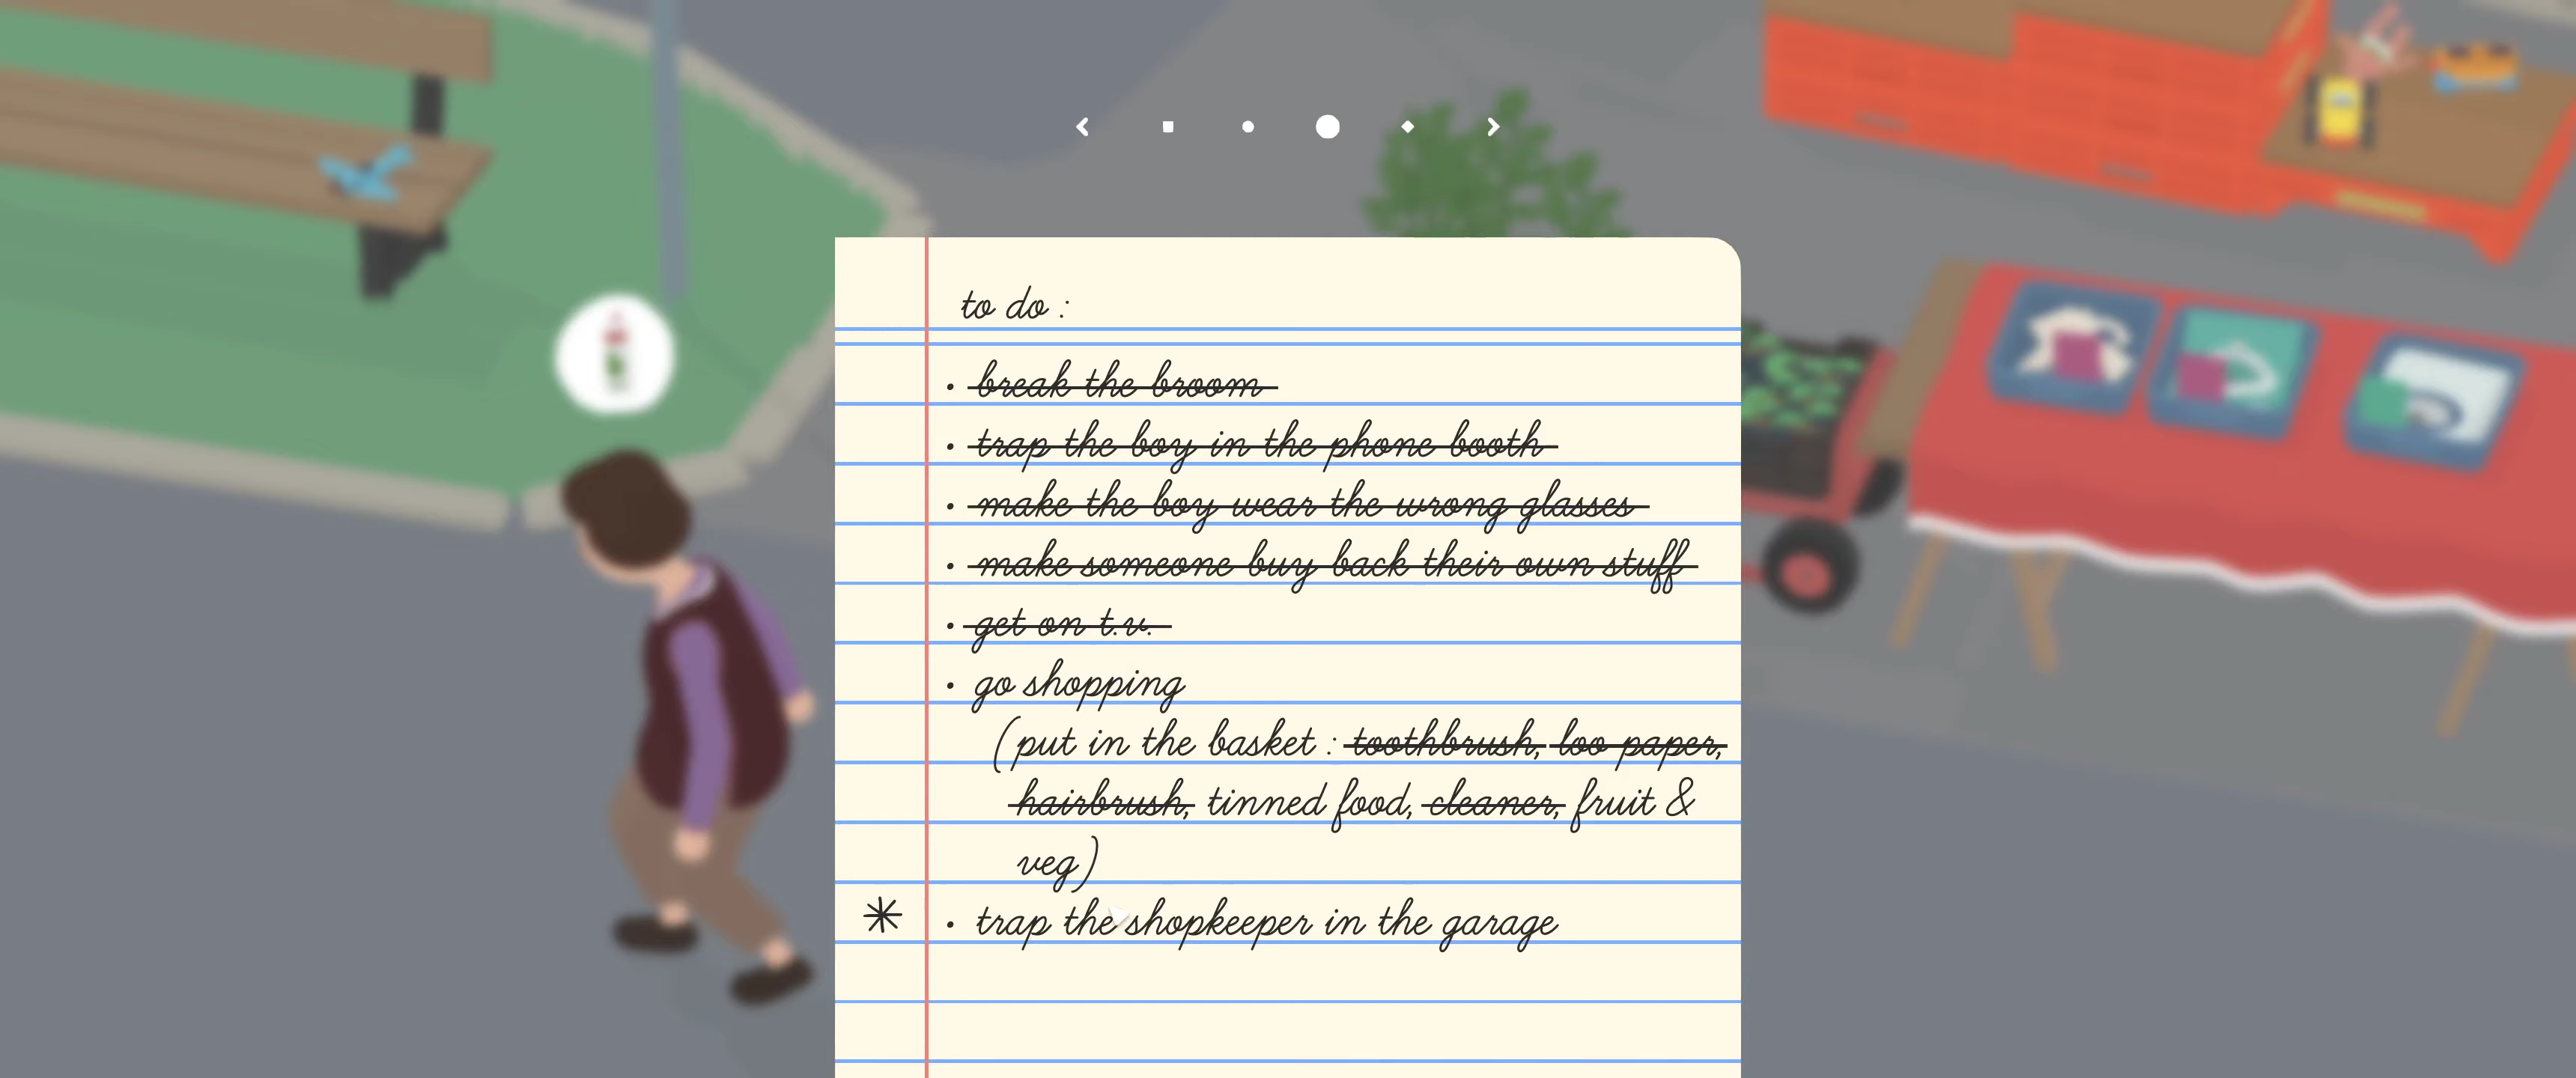 to do :
• break the broom
• trap the boy in the phone booth
• make the boy wear the wrong glasses
• make someone buy back their own stuff
• get on t.v.
• go shopping
(put in the basket : toothbrush, loo paper,
hairbrush, tinned food, cleaner, fruit &
veg)
* • trap the shopkeeper in the garage